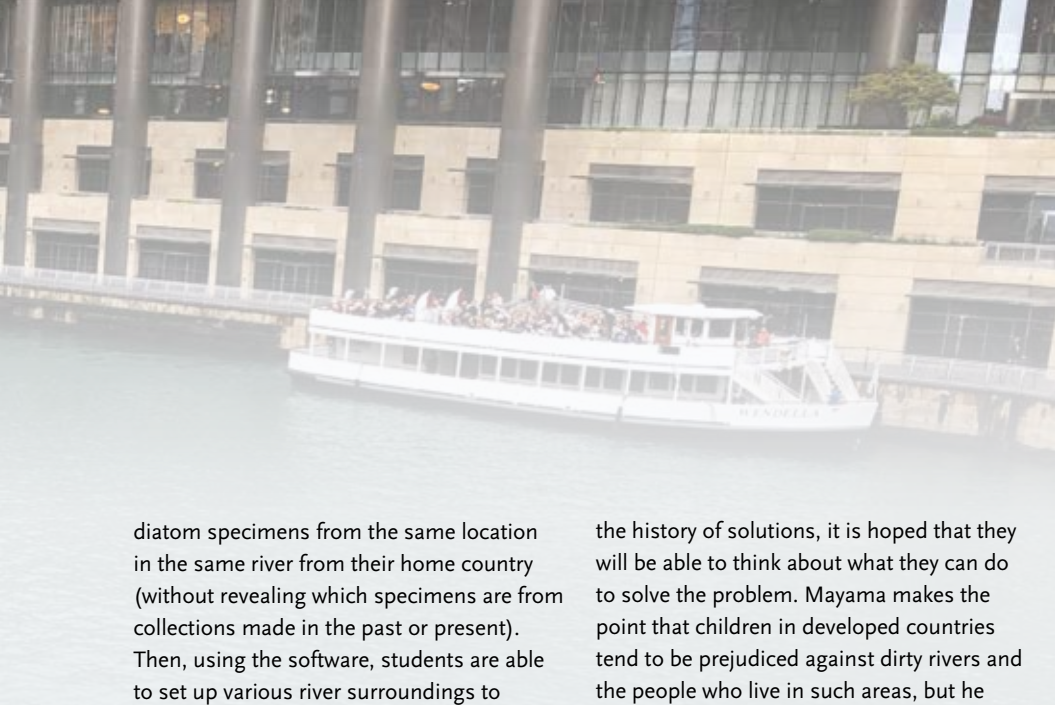 WENDELLA
diatom specimens from the same location
in the same river from their home country
(without revealing which specimens are from
collections made in the past or present).
Then, using the software, students are able
to set up various river surroundings to
the history of solutions, it is hoped that they
will be able to think about what they can do
to solve the problem. Mayama makes the
point that children in developed countries
tend to be prejudiced against dirty rivers and
the people who live in such areas, but he